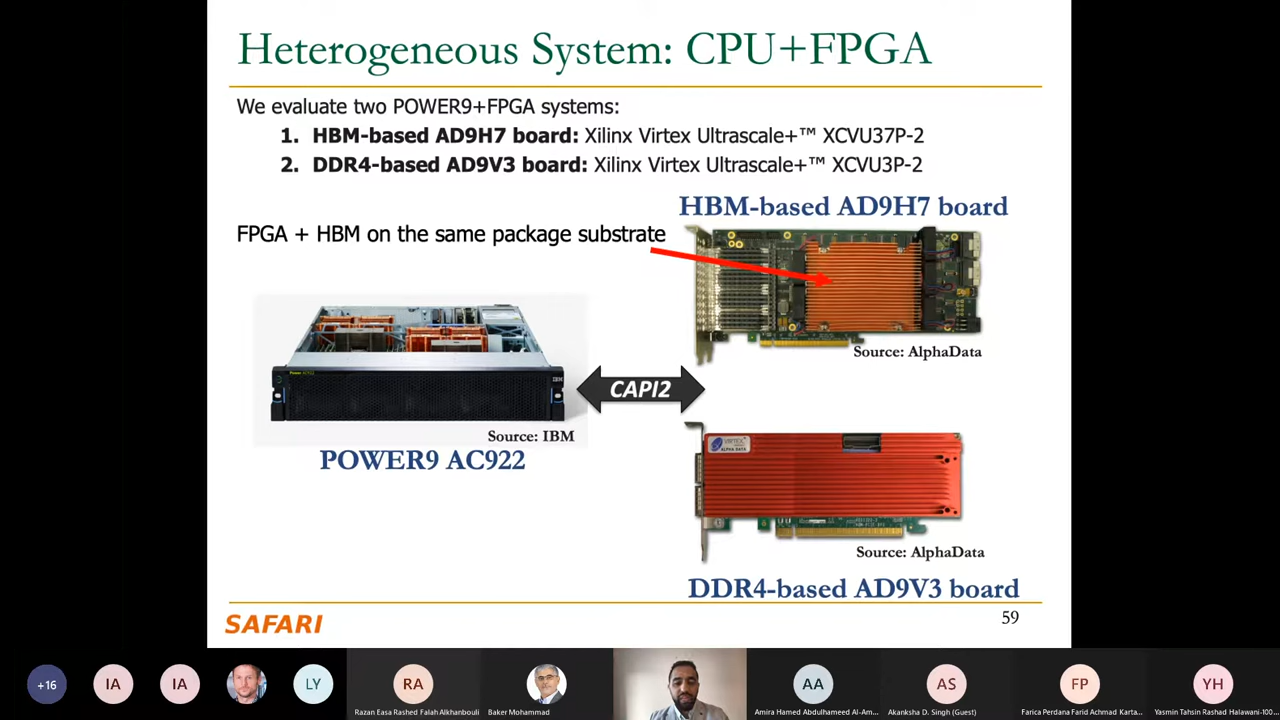 Heterogeneous System: CPU+FPGA
We evaluate two POWER9+FPGA systems:
1. HBM-based AD9H7 board: Xilinx Virtex Ultrascale+™ XCVU37P-2
2. DDR4-based AD9V3 board: Xilinx Virtex Ultrascale+™ XCVU3P-2
HBM-based AD9H7 board
FPGA + HBM on the same package substrate
Source: AlphaData
CAPI2
IBM
Source: IBM
POWER9 AC922
VIRTEX
ALPHA DATA
Source: AlphaData
DDR4-based AD9V3 board
59
SAFARI
+16
IA
IA
LY
RA
AA
AS
FP
YH
Razan Easa Rashed Falah Alkhanbouli
Baker Mohammad
Amira Hamed Abdulhameed Al-Am...
Akanksha D. Singh (Guest)
Farica Perdana Farid Achmad Karta...
Yasmin Tahsin Rashad Halawani-100...